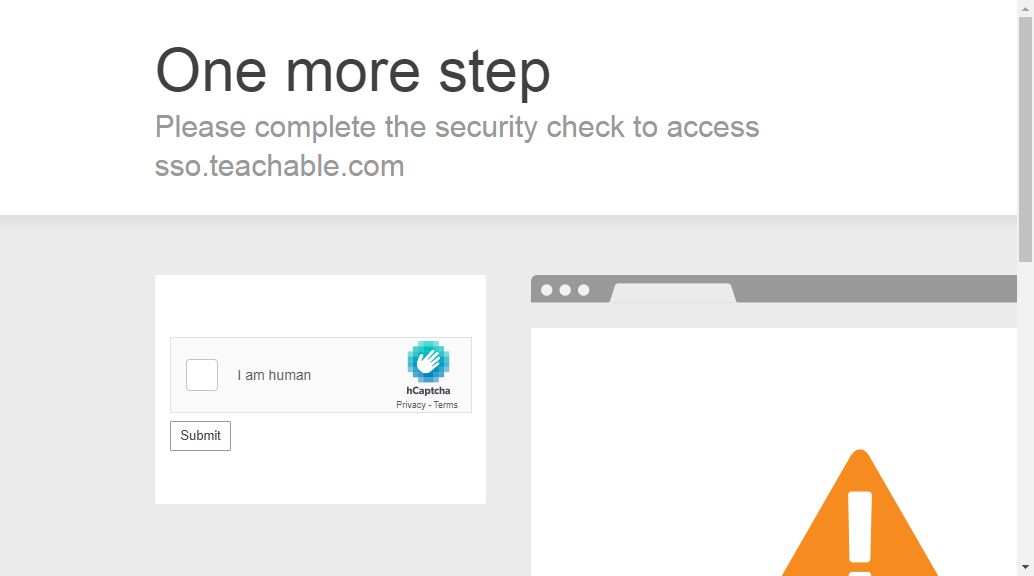 One more step
Please complete the security check to access
sso.teachable.com
I am human
hCaptcha
Privacy - Terms
Submit